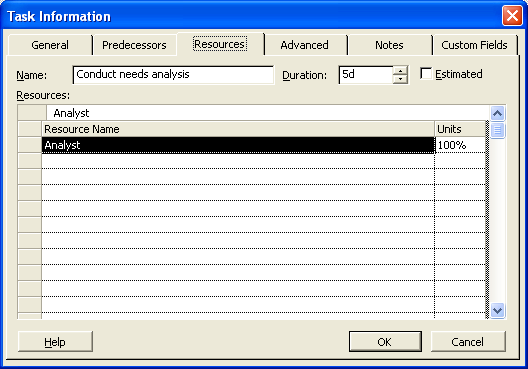 Task Information
General Predecessors Resources Advanced Notes Custom Fields
Name: Conduct needs analysis Duration: 5d Estimated
Resources:
Analyst
Resource Name Units
Analyst 100%
Help OK Cancel